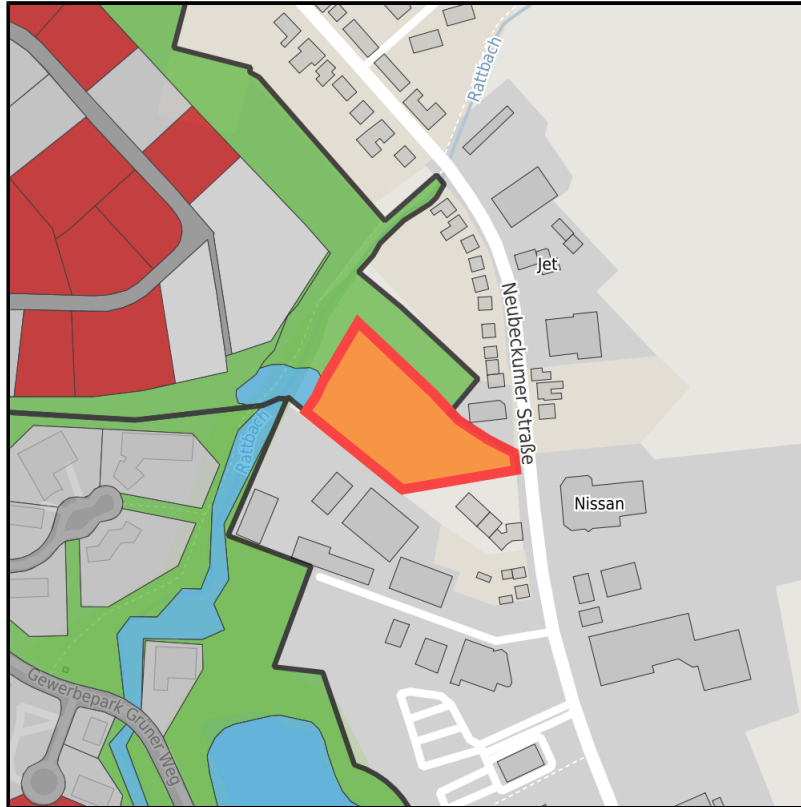 Rattbach
Jet
Neubeckumer Straße
Rattbach
Nissan
Gewerbepark Grüner Weg